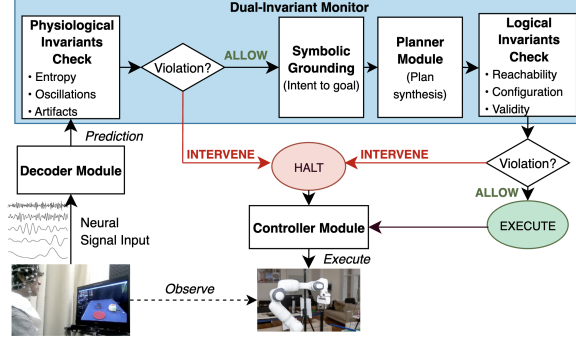 Dual-Invariant Monitor
Physiological
Invariants
Check
• Entropy
• Oscillations
• Artifacts
Violation?
ALLOW
Symbolic
Grounding
(Intent to goal)
Planner
Module
(Plan
synthesis)
Logical
Invariants
Check
• Reachability
• Configuration
• Validity
Prediction
Decoder Module
INTERVENE
HALT
INTERVENE
Violation?
ALLOW
EXECUTE
Neural
Signal Input
Controller Module
Execute
Observe